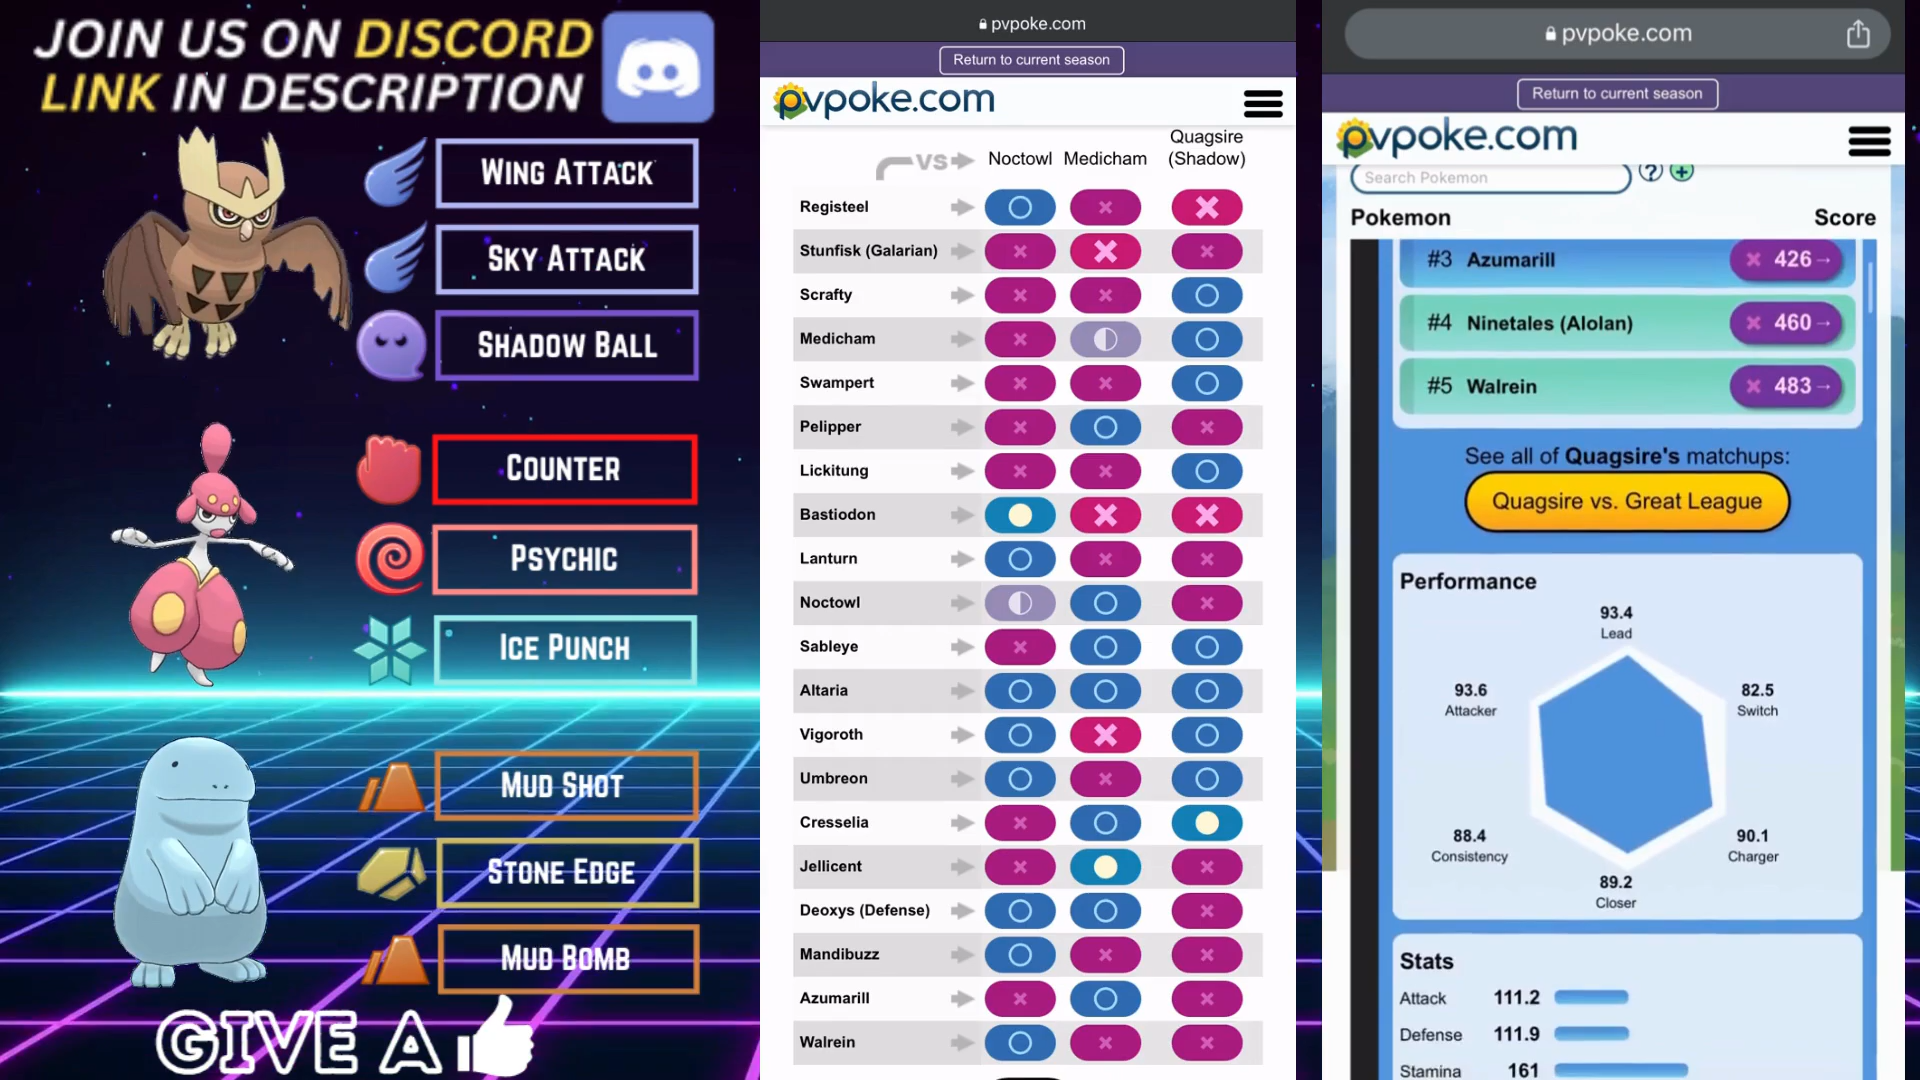 JOIN US ON DISCORD
LINK IN DESCRIPTION
WING ATTACK
SKY ATTACK
SHADOW BALL
COUNTER
PSYCHIC
ICE PUNCH
MUD SHOT
STONE EDGE
MUD BOMB
GIVE A
pvpoke.com
Return to current season
pvpoke.com
VS Noctowl Medicham Quagsire (Shadow)
Registeel
Stunfisk (Galarian)
Scrafty
Medicham
Swampert
Pelipper
Lickitung
Bastiodon
Lanturn
Noctowl
Sableye
Altaria
Vigoroth
Umbreon
Cresselia
Jellicent
Deoxys (Defense)
Mandibuzz
Azumarill
Walrein
pvpoke.com
Return to current season
pvpoke.com
Search Pokemon ? +
Pokemon Score
#3 Azumarill × 426→
#4 Ninetales (Alolan) × 460→
#5 Walrein × 483→
See all of Quagsire's matchups:
Quagsire vs. Great League
Performance
93.4
Lead
93.6
Attacker
82.5
Switch
88.4
Consistency
90.1
Charger
89.2
Closer
Stats
Attack 111.2
Defense 111.9
Stamina 161